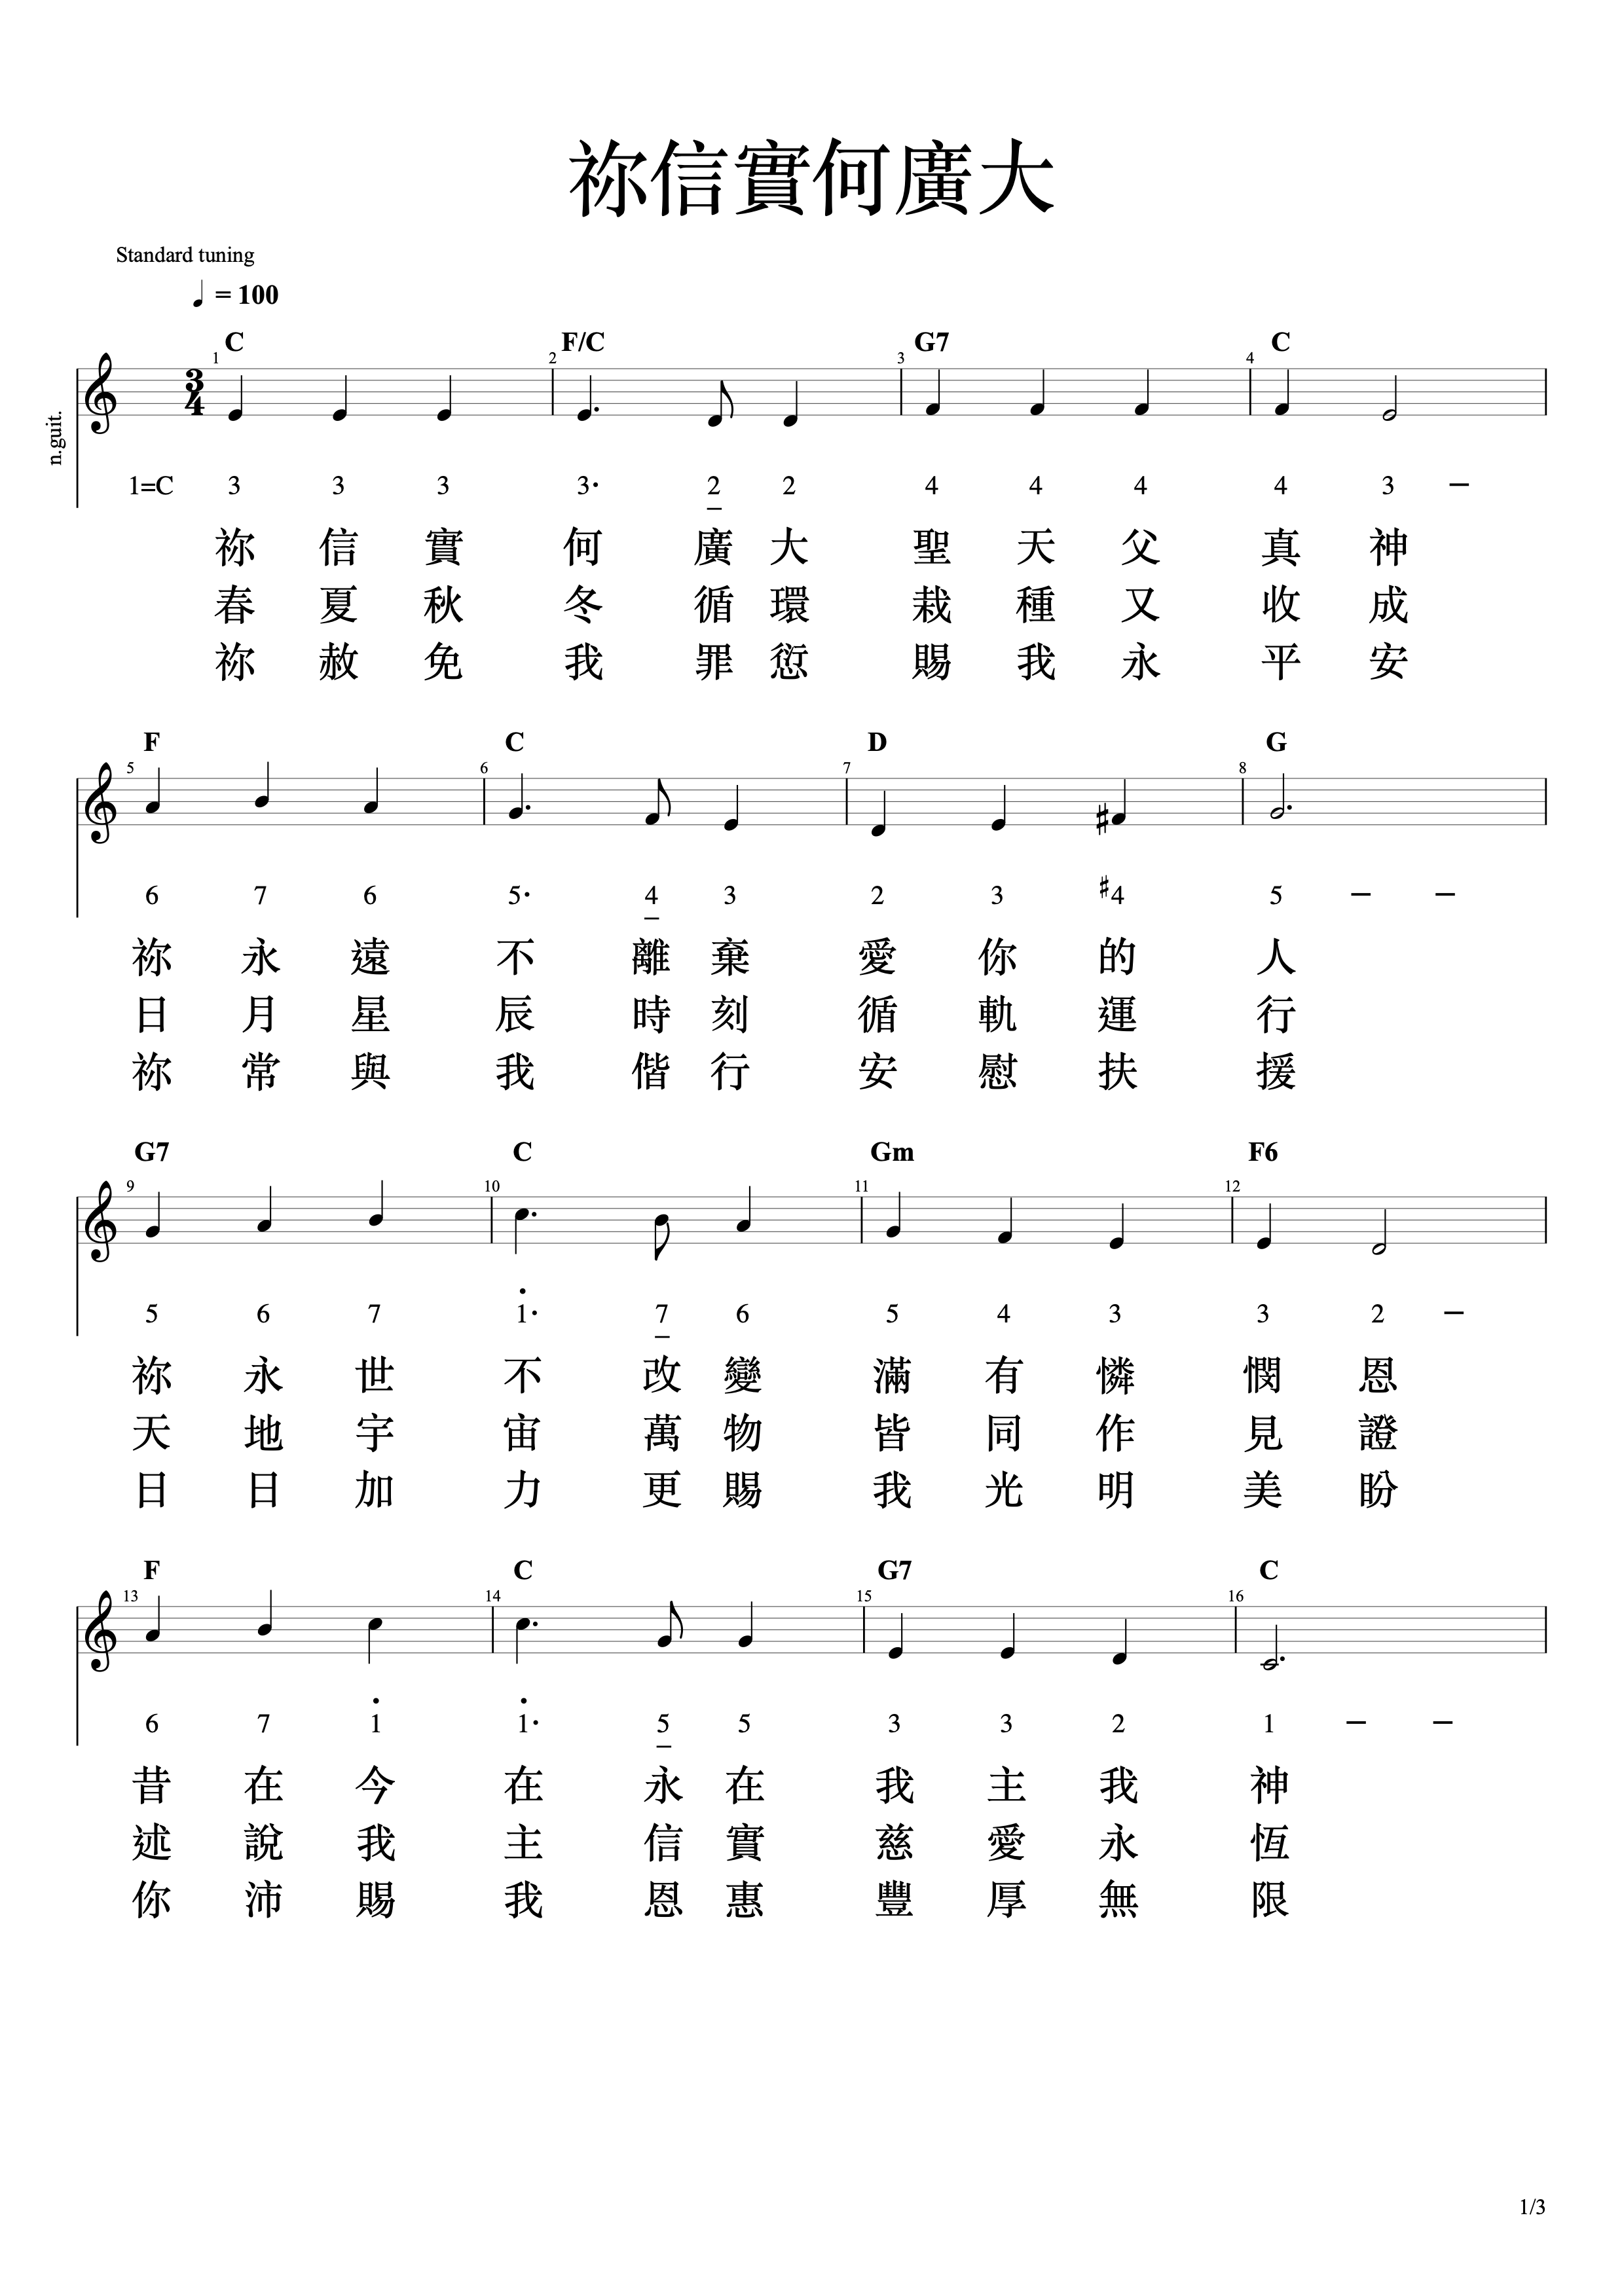 祢信實何廣大
Standard tuning
♩ = 100
C F/C G7 C
1 2 3 4
3
4
n.guit.
1=C 3 3 3 3· 2 2 4 4 4 4 3 –
祢 信 實 何 廣 大 聖 天 父 真 神
春 夏 秋 冬 循 環 栽 種 又 收 成
祢 赦 免 我 罪 愆 賜 我 永 平 安
F C D G
5 6 7 8
6 7 6 5· 4 3 2 3 ♯4 5 – –
祢 永 遠 不 離 棄 愛 你 的 人
日 月 星 辰 時 刻 循 軌 運 行
祢 常 與 我 偕 行 安 慰 扶 援
G7 C Gm F6
9 10 11 12
5 6 7 1· 7 6 5 4 3 3 2 –
祢 永 世 不 改 變 滿 有 憐 憫 恩
天 地 宇 宙 萬 物 皆 同 作 見 證
日 日 加 力 更 賜 我 光 明 美 盼
F C G7 C
13 14 15 16
6 7 1 1· 5 5 3 3 2 1 – –
昔 在 今 在 永 在 我 主 我 神
述 說 我 主 信 實 慈 愛 永 恆
你 沛 賜 我 恩 惠 豐 厚 無 限
1/3